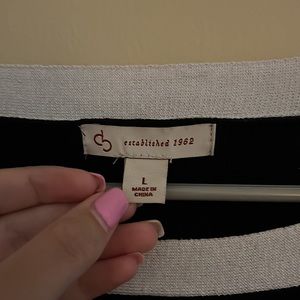 established 1962
L
MADE IN
CHINA